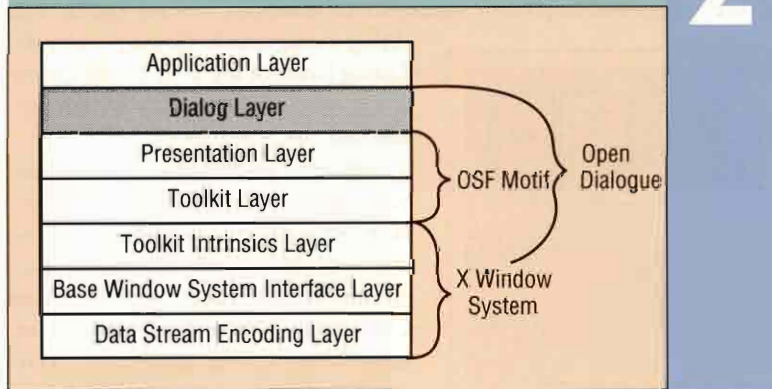 2
Application Layer
Dialog Layer
Presentation Layer
Toolkit Layer
Toolkit Intrinsics Layer
Base Window System Interface Layer
Data Stream Encoding Layer
OSF Motif
Open
Dialogue
X Window
System